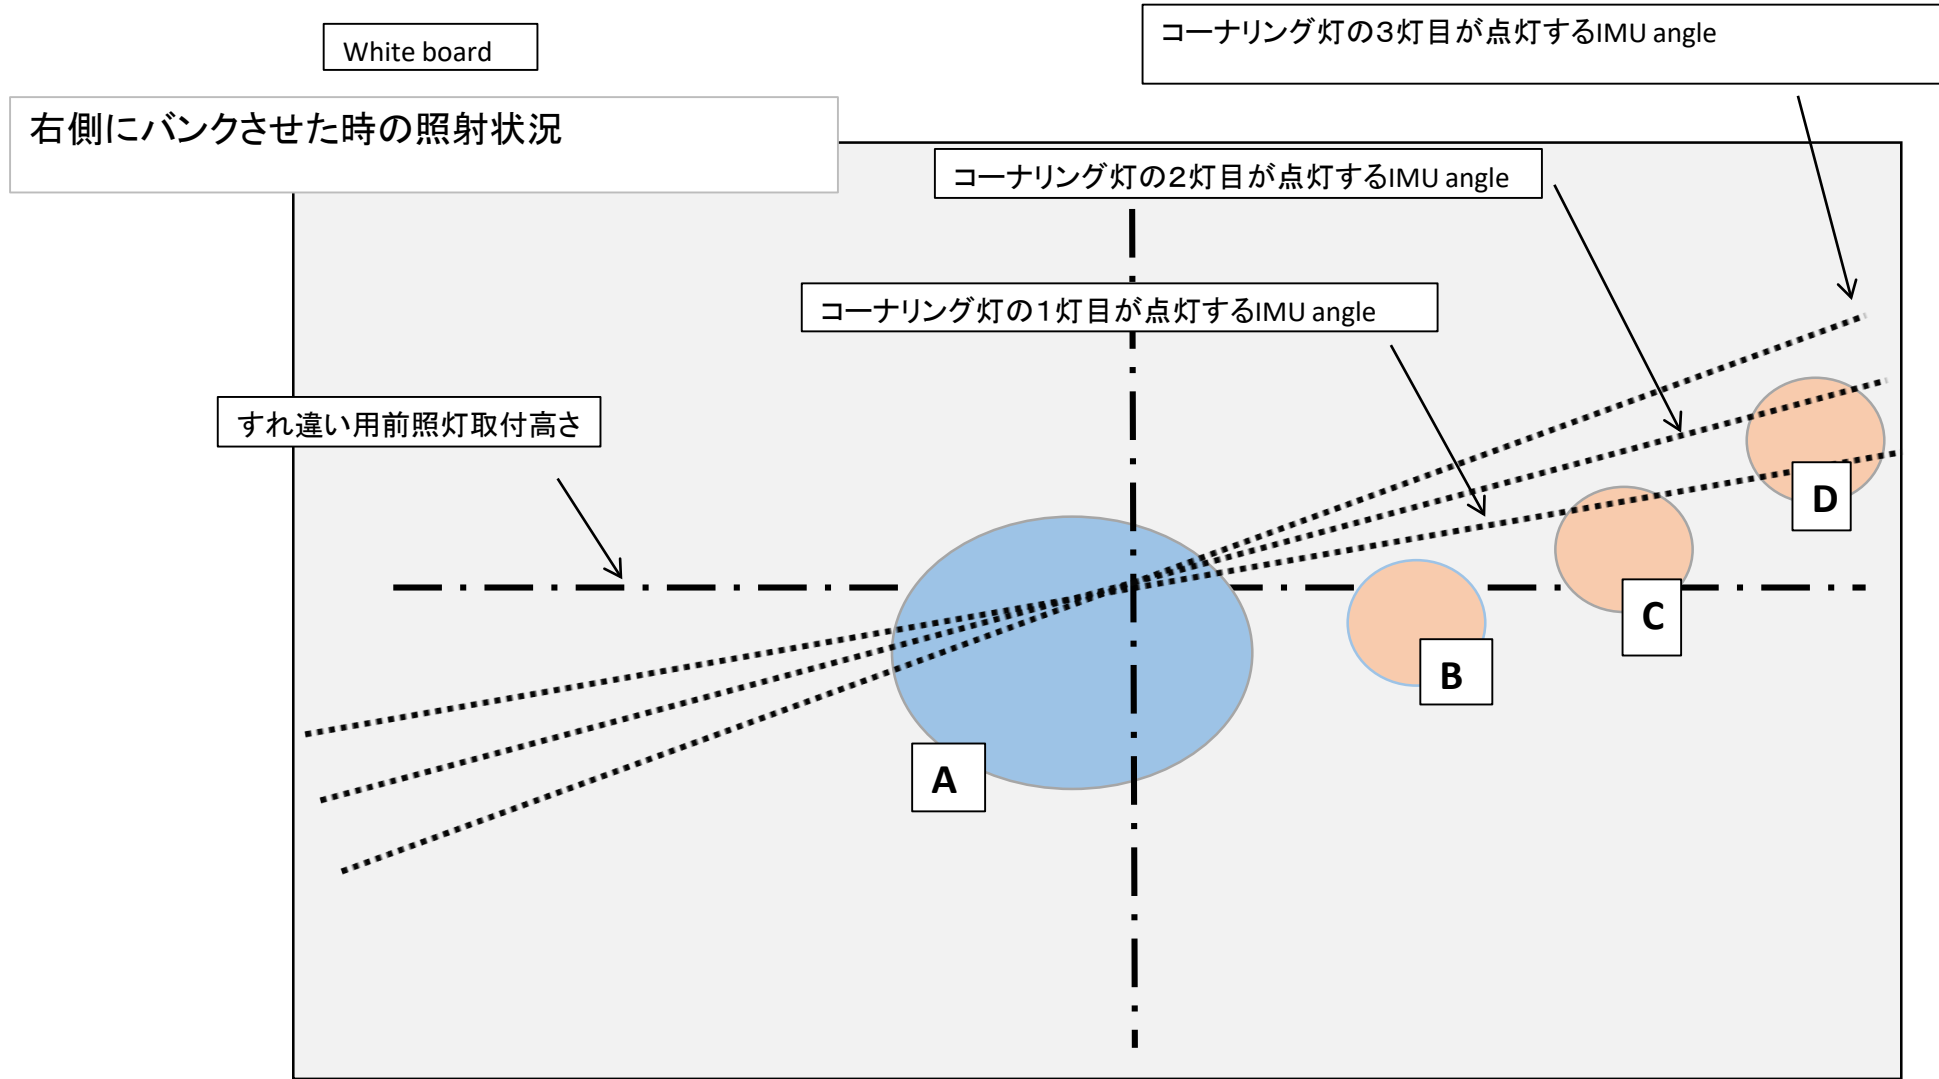 White board
コーナリング灯の３灯目が点灯するIMU angle
右側にバンクさせた時の照射状況
コーナリング灯の２灯目が点灯するIMU angle
コーナリング灯の１灯目が点灯するIMU angle
すれ違い用前照灯取付高さ
D
C
B
A